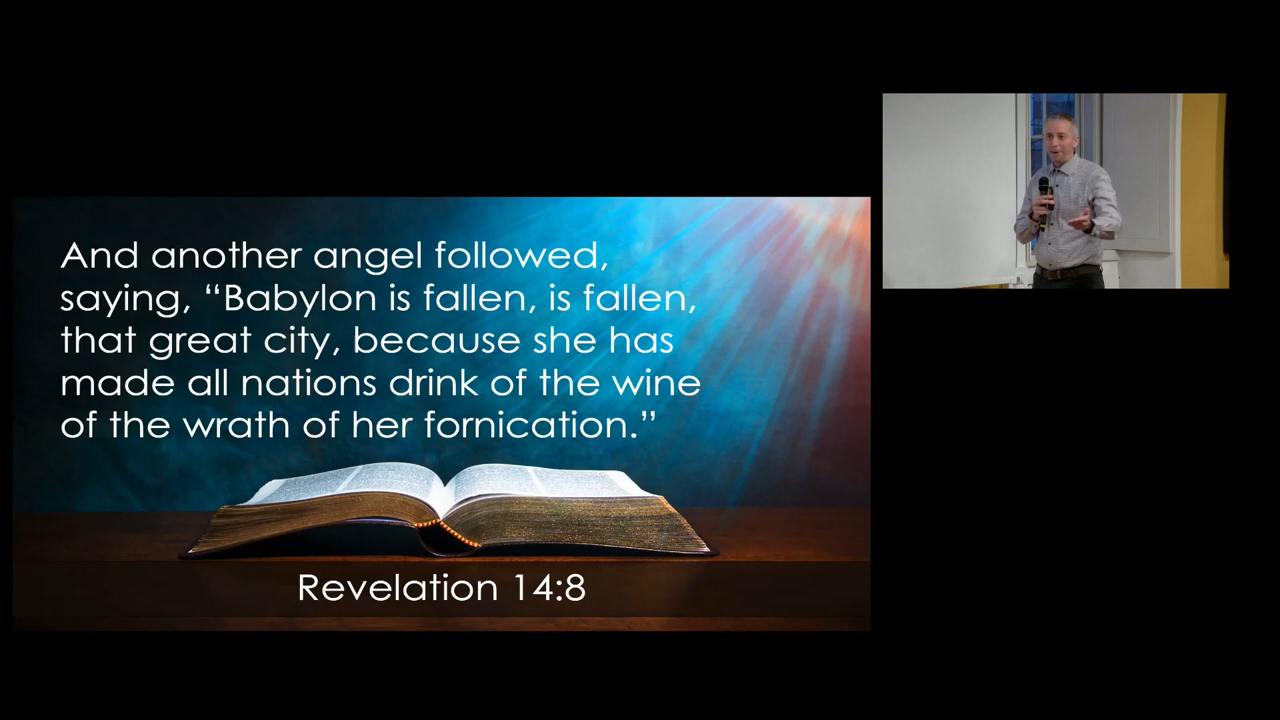 And another angel followed,
saying, “Babylon is fallen, is fallen,
that great city, because she has
made all nations drink of the wine
of the wrath of her fornication.”
Revelation 14:8